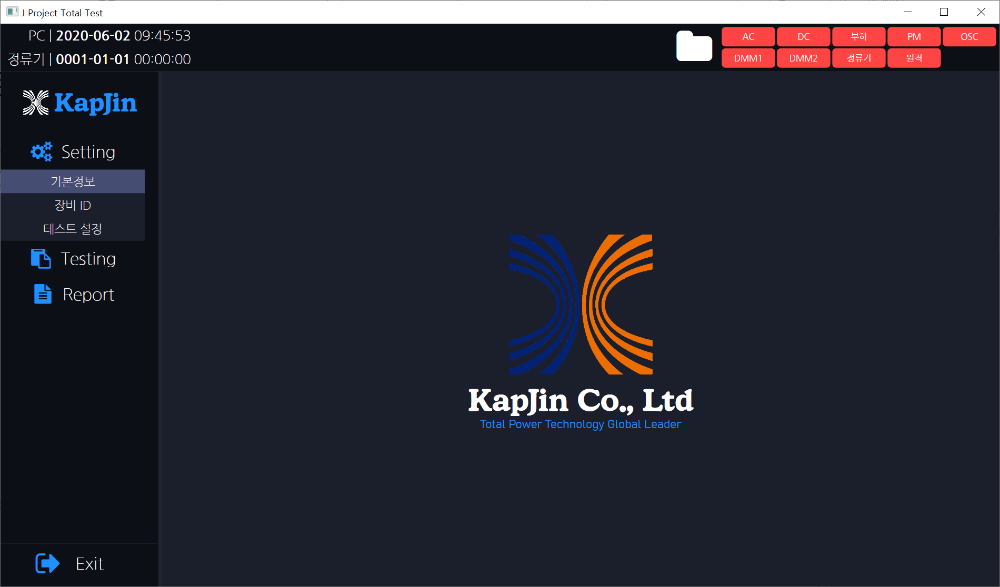 J Project Total Test
PC | 2020-06-02 09:45:53
정류기 | 0001-01-01 00:00:00
AC DC 부하 PM OSC
DMM1 DMM2 정류기 원격
KapJin
Setting
기본정보
장비 ID
테스트 설정
Testing
Report
Exit
KapJin Co., Ltd
Total Power Technology Global Leader